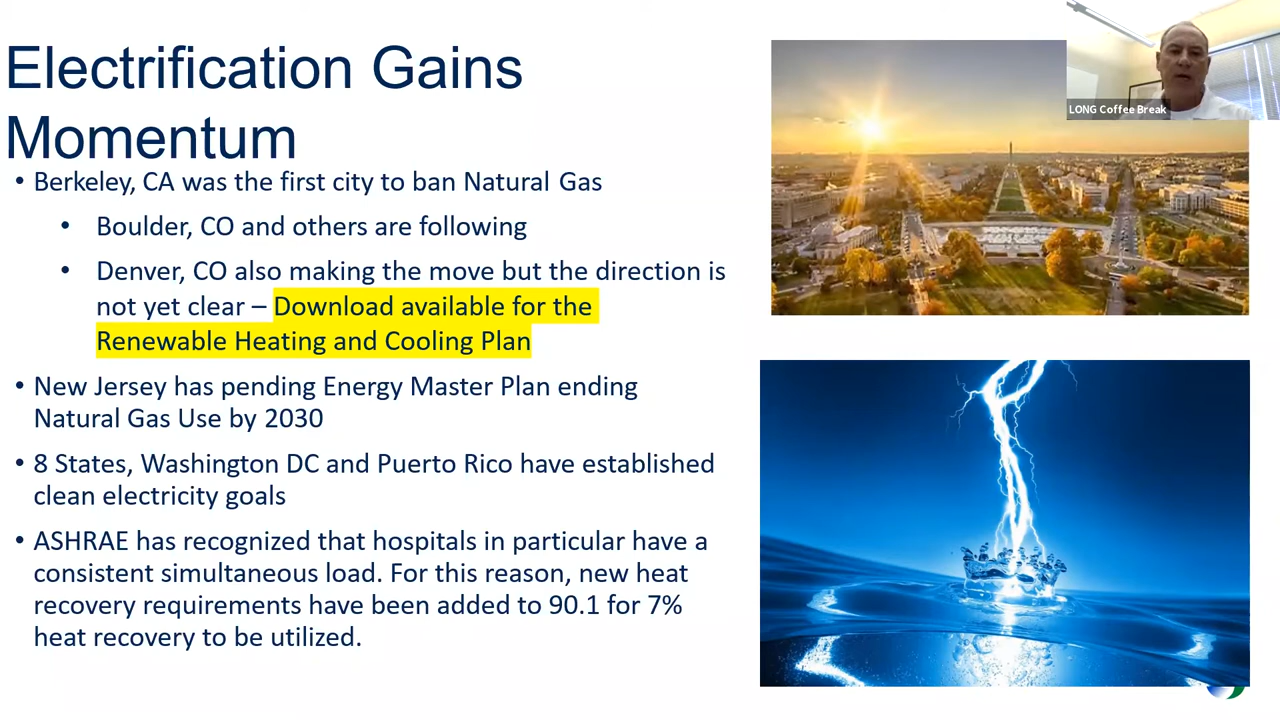 Electrification Gains
Momentum
• Berkeley, CA was the first city to ban Natural Gas
• Boulder, CO and others are following
• Denver, CO also making the move but the direction is
not yet clear – Download available for the
Renewable Heating and Cooling Plan
• New Jersey has pending Energy Master Plan ending
Natural Gas Use by 2030
• 8 States, Washington DC and Puerto Rico have established
clean electricity goals
• ASHRAE has recognized that hospitals in particular have a
consistent simultaneous load. For this reason, new heat
recovery requirements have been added to 90.1 for 7%
heat recovery to be utilized.
LONG Coffee Break